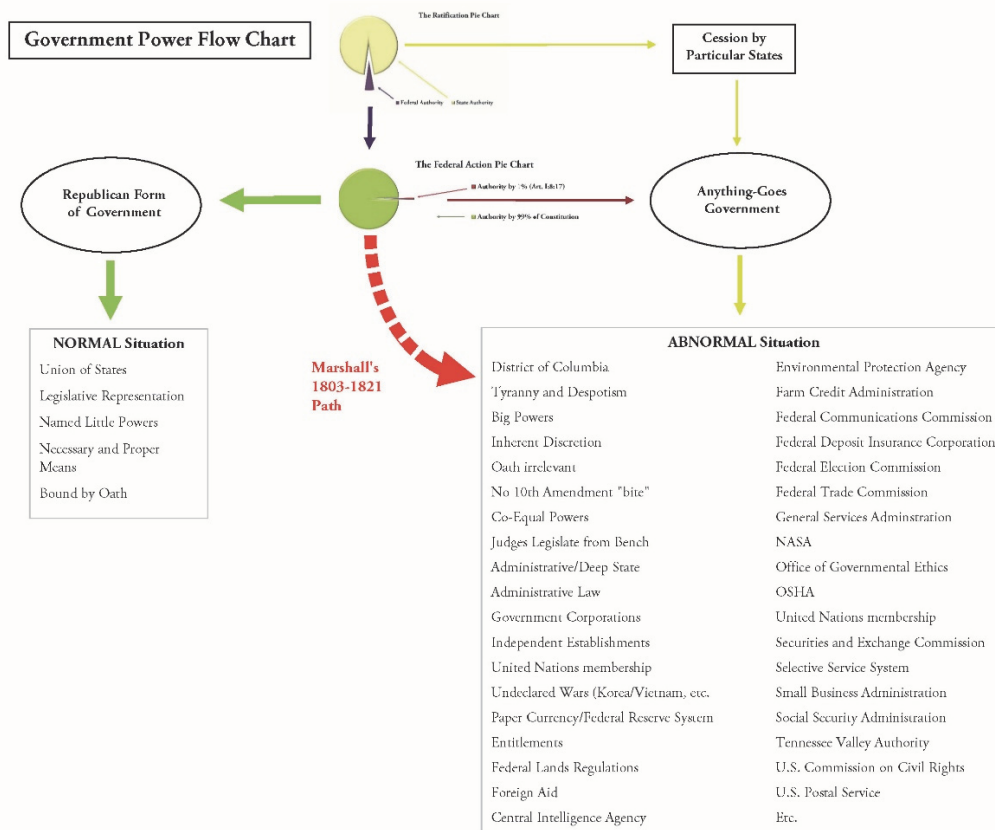 Government Power Flow Chart
The Ratification Pie Chart
Federal Authority
State Authority
Cession by
Particular States
The Federal Action Pie Chart
Authority by 1% (Art. I:8:17)
Authority by 99% of Constitution
Republican Form
of Government
Anything-Goes
Government
Marshall's
1803-1821
Path
NORMAL Situation
Union of States
Legislative Representation
Named Little Powers
Necessary and Proper
Means
Bound by Oath
ABNORMAL Situation
District of Columbia
Tyranny and Despotism
Big Powers
Inherent Discretion
Oath irrelevant
No 10th Amendment "bite"
Co-Equal Powers
Judges Legislate from Bench
Administrative/Deep State
Administrative Law
Government Corporations
Independent Establishments
United Nations membership
Undeclared Wars (Korea/Vietnam, etc.
Paper Currency/Federal Reserve System
Entitlements
Federal Lands Regulations
Foreign Aid
Central Intelligence Agency
Environmental Protection Agency
Farm Credit Administration
Federal Communications Commission
Federal Deposit Insurance Corporation
Federal Election Commission
Federal Trade Commission
General Services Adminstration
NASA
Office of Governmental Ethics
OSHA
United Nations membership
Securities and Exchange Commission
Selective Service System
Small Business Administration
Social Security Administration
Tennessee Valley Authority
U.S. Commission on Civil Rights
U.S. Postal Service
Etc.